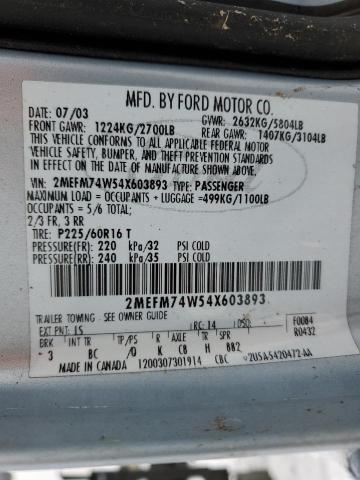 MFD. BY FORD MOTOR CO.
DATE: 07/03 GVWR: 2632KG/5804LB
FRONT GAWR: 1224KG/2700LB REAR GAWR: 1407KG/3104LB
THIS VEHICLE CONFORMS TO ALL APPLICABLE FEDERAL MOTOR
VEHICLE SAFETY, BUMPER, AND THEFT PREVENTION STANDARDS
IN EFFECT ON THE DATE OF MANUFACTURE SHOWN ABOVE.
VIN: 2MEFM74W54X603893 TYPE: PASSENGER
MAXIMUM LOAD = OCCUPANTS + LUGGAGE = 499KG/1100LB
OCCUPANTS = 5/6 TOTAL
2/3 FR, 3 RR
TIRE: P225/60R16 T
PRESSURE(FR): 220 kPa/32 PSI COLD
PRESSURE(RR): 240 kPa/35 PSI COLD
2MEFM74W54X603893
TRAILER TOWING - SEE OWNER GUIDE
EXT PNT: LS RC: 14 DSO: F0084
BRK INT TR TP/PS R AXLE TR SPR R0432
3 BC K C8 H 882
MADE IN CANADA 1200307301914 CBC